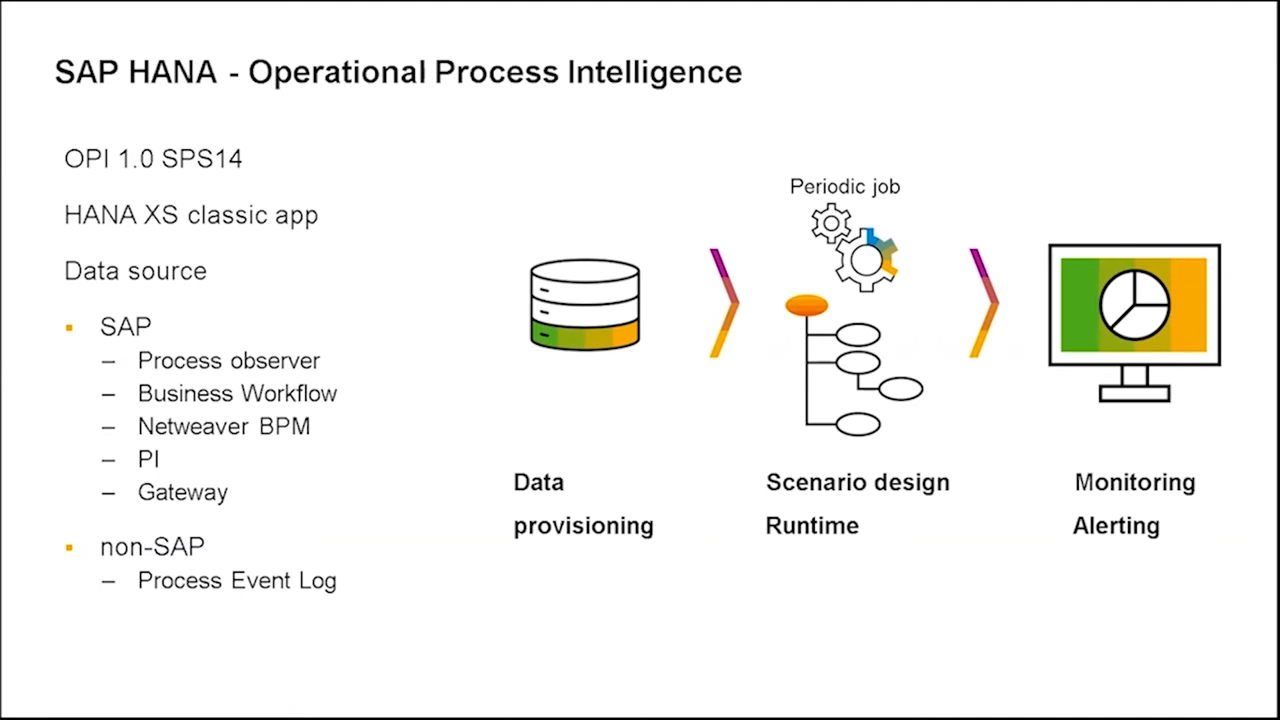 SAP HANA - Operational Process Intelligence
OPI 1.0 SPS14
HANA XS classic app
Data source
▪ SAP
– Process observer
– Business Workflow
– Netweaver BPM
– PI
– Gateway
▪ non-SAP
– Process Event Log
Periodic job
Data
provisioning
Scenario design
Runtime
Monitoring
Alerting